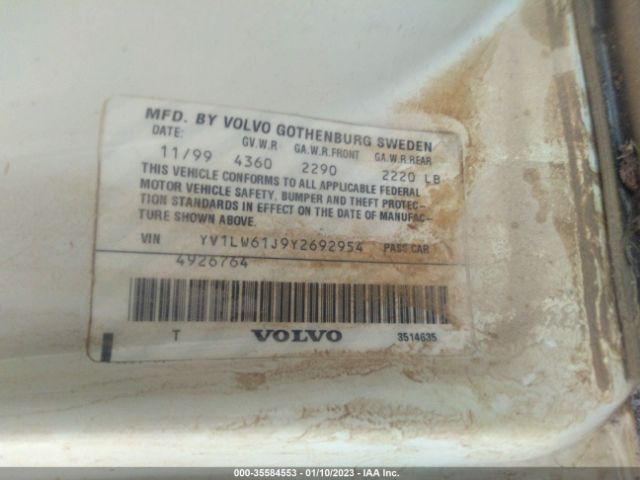 MFD. BY VOLVO GOTHENBURG SWEDEN
DATE: GV.W.R GA.W.R.FRONT GA.W.R.REAR
11/99 4360 2290 2220 LB
THIS VEHICLE CONFORMS TO ALL APPLICABLE FEDERAL
MOTOR VEHICLE SAFETY, BUMPER AND THEFT PROTEC-
TION STANDARDS IN EFFECT ON THE DATE OF MANUFAC-
TURE SHOWN ABOVE.
VIN YV1LW61J9Y2692954 PASS CAR
4926764
T VOLVO 3514635
000-35584553 — 01/10/2023 — IAA Inc.